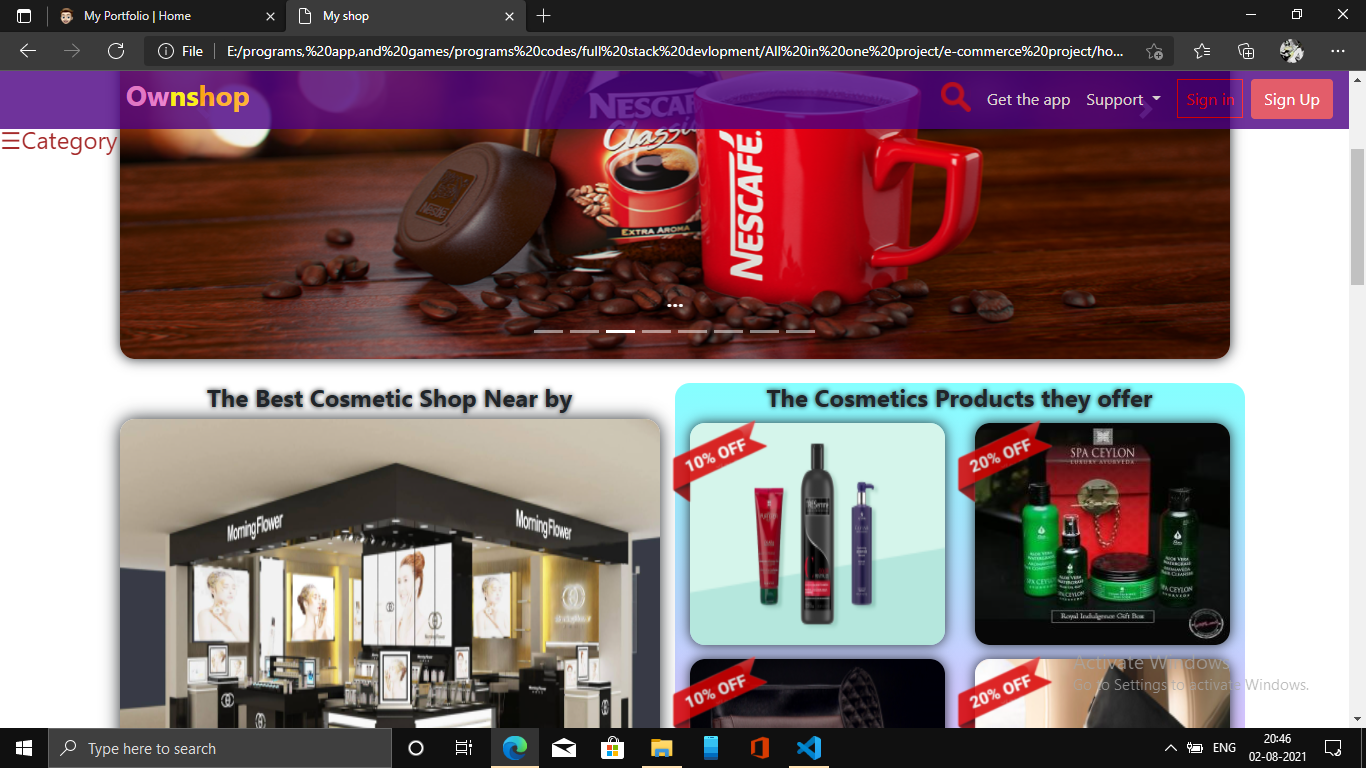 My Portfolio | Home
My shop
File
E:/programs,%20app,and%20games/programs%20codes/full%20stack%20devlopment/All%20in%20one%20project/e-commerce%20project/ho...
Ownshop
Get the app
Support
Sign in
Sign Up
☰Category
NESCAFÉ
Classic
EXTRA AROMA
Nestlé
NESCAFÉ.
...
The Best Cosmetic Shop Near by
The Cosmetics Products they offer
MorningFlower
MorningFlower
10% OFF
20% OFF
SPA CEYLON
LUXURY AYURVEDA
Royal Indulgence Gift Box
10% OFF
20% OFF
Activate Windows
Go to Settings to activate Windows.
Type here to search
ENG
20:46
02-08-2021